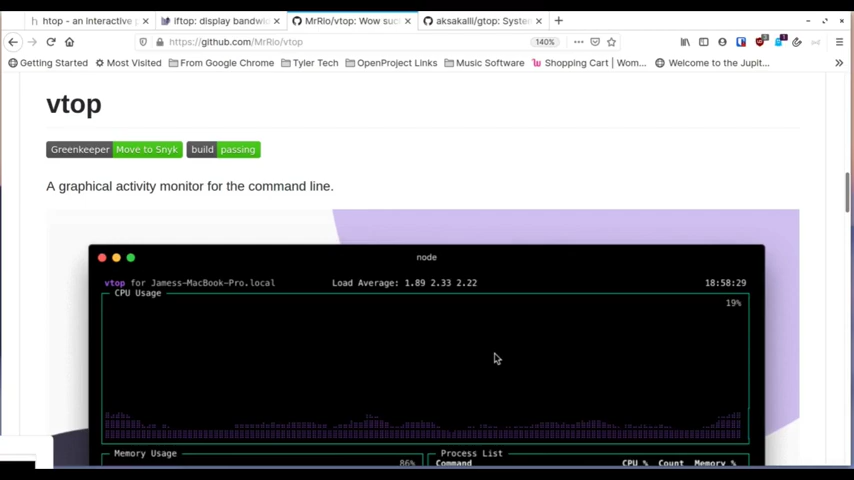 htop - an interactive
iftop: display bandwi
MrRio/vtop: Wow suc
aksakalli/gtop: Syste
https://github.com/MrRio/vtop
140%
Getting Started
Most Visited
From Google Chrome
Tyler Tech
OpenProject Links
Music Software
Shopping Cart | Wom...
Welcome to the Jupit...
vtop
Greenkeeper Move to Snyk build passing
A graphical activity monitor for the command line.
node
vtop for Jamess-MacBook-Pro.local Load Average: 1.89 2.33 2.22 18:58:29
CPU Usage
19%
Memory Usage
86%
Process List
Command CPU % Count Memory %